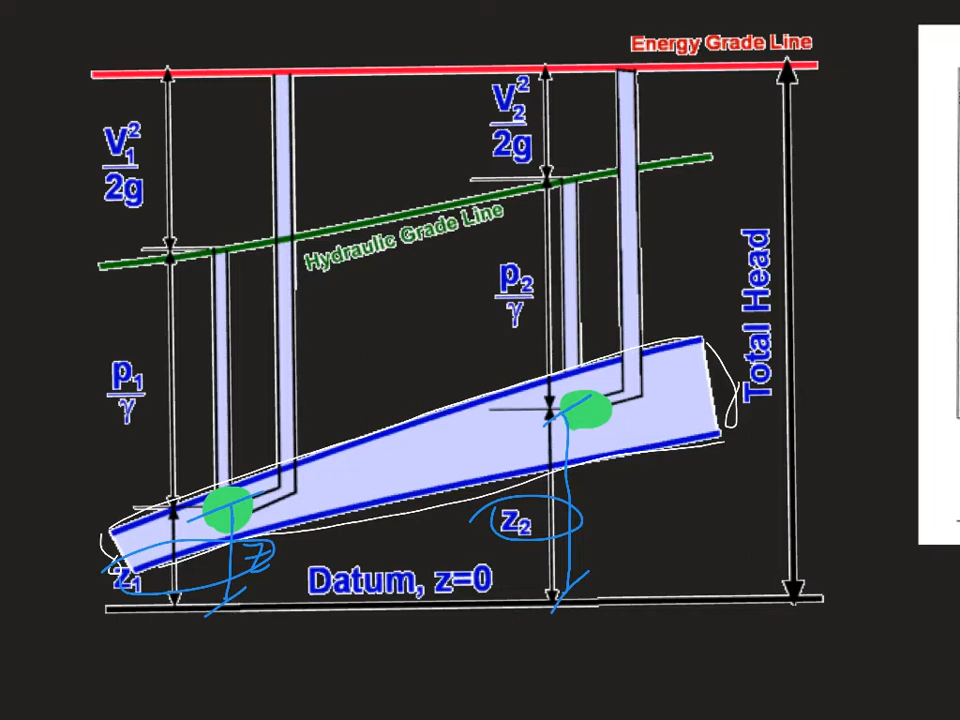 Energy Grade Line
V₁²/2g
V₂²/2g
Hydraulic Grade Line
p₁/γ
p₂/γ
Total Head
z₁
Z
z₂
Datum, z=0